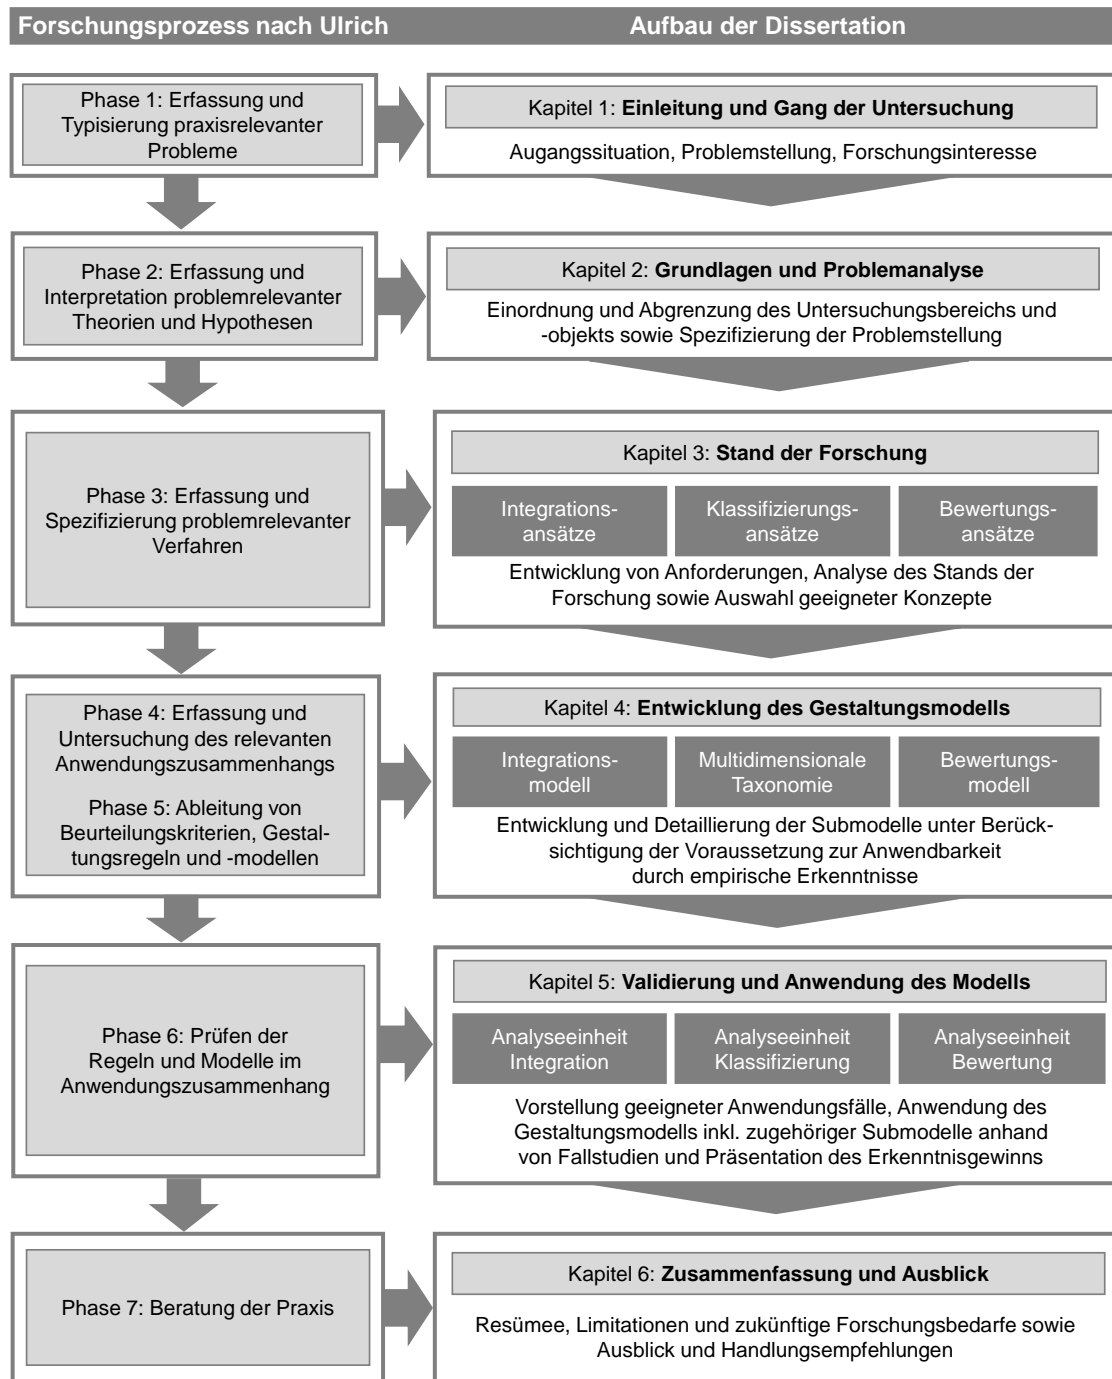 Forschungsprozess nach Ulrich
Aufbau der Dissertation
Phase 1: Erfassung und
Typisierung praxisrelevanter
Probleme
Kapitel 1: Einleitung und Gang der Untersuchung
Augangssituation, Problemstellung, Forschungsinteresse
Phase 2: Erfassung und
Interpretation problemrelevanter
Theorien und Hypothesen
Kapitel 2: Grundlagen und Problemanalyse
Einordnung und Abgrenzung des Untersuchungsbereichs und
-objekts sowie Spezifizierung der Problemstellung
Phase 3: Erfassung und
Spezifizierung problemrelevanter
Verfahren
Kapitel 3: Stand der Forschung
Integrations-
ansätze
Klassifizierungs-
ansätze
Bewertungs-
ansätze
Entwicklung von Anforderungen, Analyse des Stands der
Forschung sowie Auswahl geeigneter Konzepte
Phase 4: Erfassung und
Untersuchung des relevanten
Anwendungszusammenhangs
Phase 5: Ableitung von
Beurteilungskriterien, Gestal-
tungsregeln und -modellen
Kapitel 4: Entwicklung des Gestaltungsmodells
Integrations-
modell
Multidimensionale
Taxonomie
Bewertungs-
modell
Entwicklung und Detaillierung der Submodelle unter Berück-
sichtigung der Voraussetzung zur Anwendbarkeit
durch empirische Erkenntnisse
Phase 6: Prüfen der
Regeln und Modelle im
Anwendungszusammenhang
Kapitel 5: Validierung und Anwendung des Modells
Analyseeinheit
Integration
Analyseeinheit
Klassifizierung
Analyseeinheit
Bewertung
Vorstellung geeigneter Anwendungsfälle, Anwendung des
Gestaltungsmodells inkl. zugehöriger Submodelle anhand
von Fallstudien und Präsentation des Erkenntnisgewinns
Phase 7: Beratung der Praxis
Kapitel 6: Zusammenfassung und Ausblick
Resümee, Limitationen und zukünftige Forschungsbedarfe sowie
Ausblick und Handlungsempfehlungen